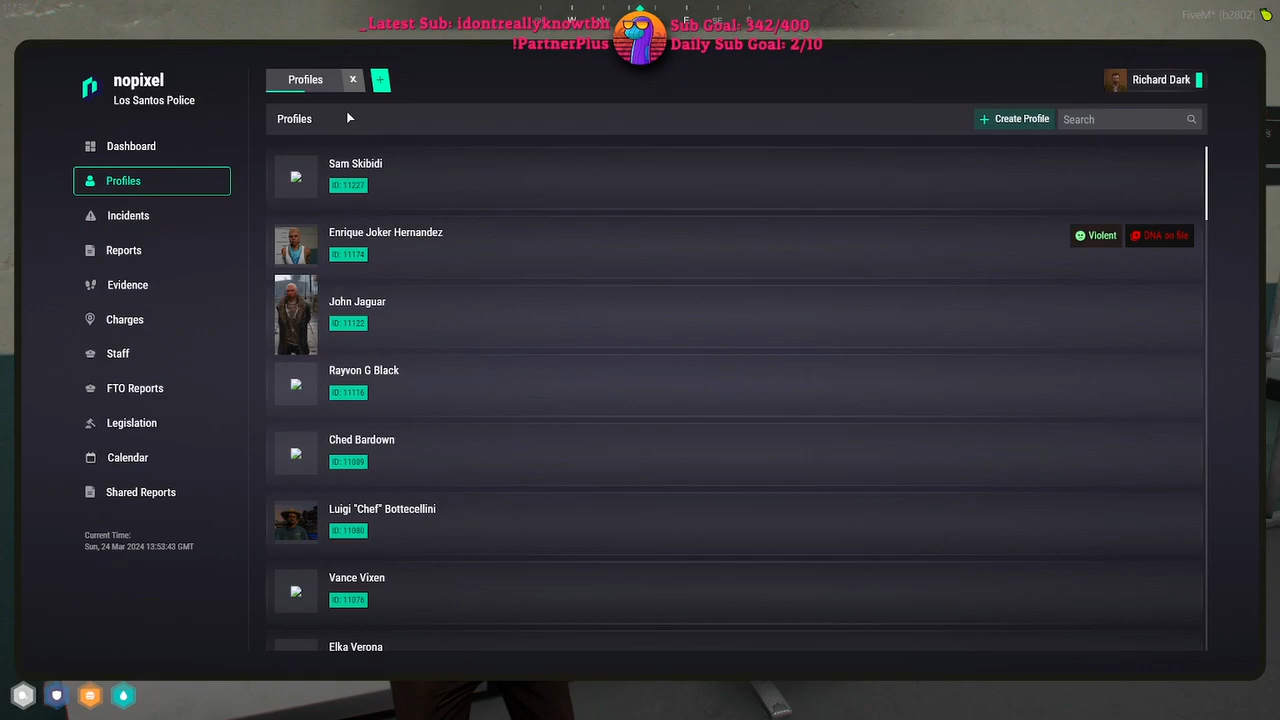 _Latest Sub: idontreallyknowtbh
Sub Goal: 342/400
!PartnerPlus
Daily Sub Goal: 2/10
W
E
SE
FiveM* (b2802)
nopixel
Los Santos Police
Profiles
x
+
Richard Dark
Profiles
+ Create Profile
Search
Dashboard
Profiles
Incidents
Reports
Evidence
Charges
Staff
FTO Reports
Legislation
Calendar
Shared Reports
Current Time:
Sun, 24 Mar 2024 13:53:43 GMT
Sam Skibidi
ID: 11227
Enrique Joker Hernandez
ID: 11174
Violent
DNA on file
John Jaguar
ID: 11122
Rayvon G Black
ID: 11116
Ched Bardown
ID: 11089
Luigi "Chef" Bottecellini
ID: 11080
Vance Vixen
ID: 11076
Elka Verona